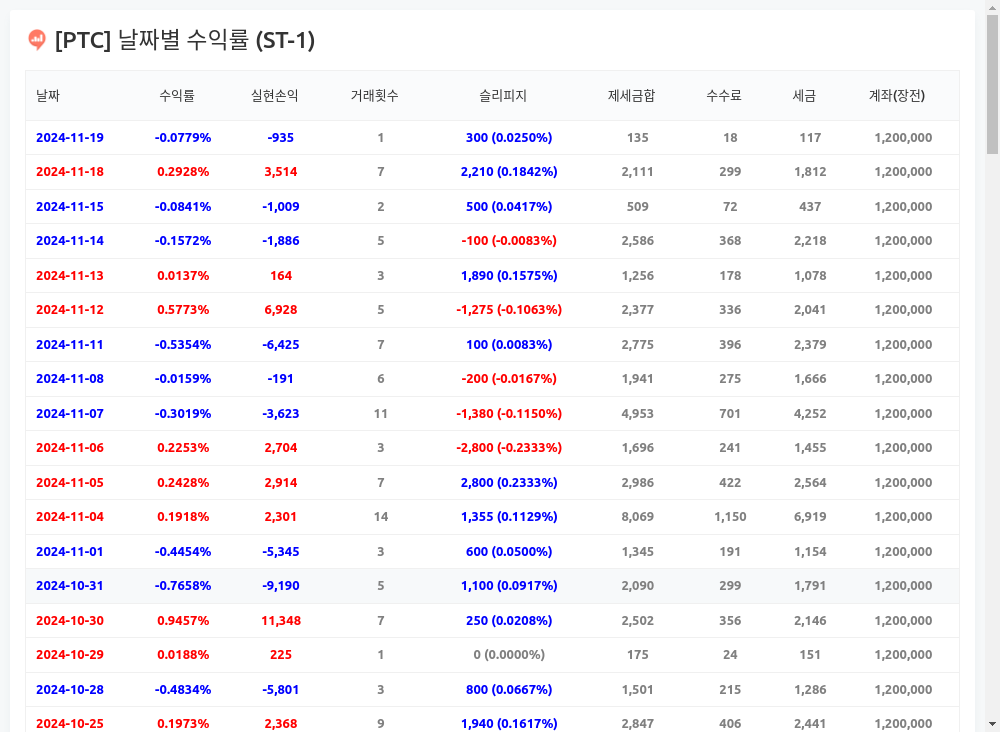 [PTC] 날짜별 수익률 (ST-1)
날짜 수익률 실현손익 거래횟수 슬리피지 제세금합 수수료 세금 계좌(장전)
2024-11-19 -0.0779% -935 1 300 (0.0250%) 135 18 117 1,200,000
2024-11-18 0.2928% 3,514 7 2,210 (0.1842%) 2,111 299 1,812 1,200,000
2024-11-15 -0.0841% -1,009 2 500 (0.0417%) 509 72 437 1,200,000
2024-11-14 -0.1572% -1,886 5 -100 (-0.0083%) 2,586 368 2,218 1,200,000
2024-11-13 0.0137% 164 3 1,890 (0.1575%) 1,256 178 1,078 1,200,000
2024-11-12 0.5773% 6,928 5 -1,275 (-0.1063%) 2,377 336 2,041 1,200,000
2024-11-11 -0.5354% -6,425 7 100 (0.0083%) 2,775 396 2,379 1,200,000
2024-11-08 -0.0159% -191 6 -200 (-0.0167%) 1,941 275 1,666 1,200,000
2024-11-07 -0.3019% -3,623 11 -1,380 (-0.1150%) 4,953 701 4,252 1,200,000
2024-11-06 0.2253% 2,704 3 -2,800 (-0.2333%) 1,696 241 1,455 1,200,000
2024-11-05 0.2428% 2,914 7 2,800 (0.2333%) 2,986 422 2,564 1,200,000
2024-11-04 0.1918% 2,301 14 1,355 (0.1129%) 8,069 1,150 6,919 1,200,000
2024-11-01 -0.4454% -5,345 3 600 (0.0500%) 1,345 191 1,154 1,200,000
2024-10-31 -0.7658% -9,190 5 1,100 (0.0917%) 2,090 299 1,791 1,200,000
2024-10-30 0.9457% 11,348 7 250 (0.0208%) 2,502 356 2,146 1,200,000
2024-10-29 0.0188% 225 1 0 (0.0000%) 175 24 151 1,200,000
2024-10-28 -0.4834% -5,801 3 800 (0.0667%) 1,501 215 1,286 1,200,000
2024-10-25 0.1973% 2,368 9 1,940 (0.1617%) 2,847 406 2,441 1,200,000